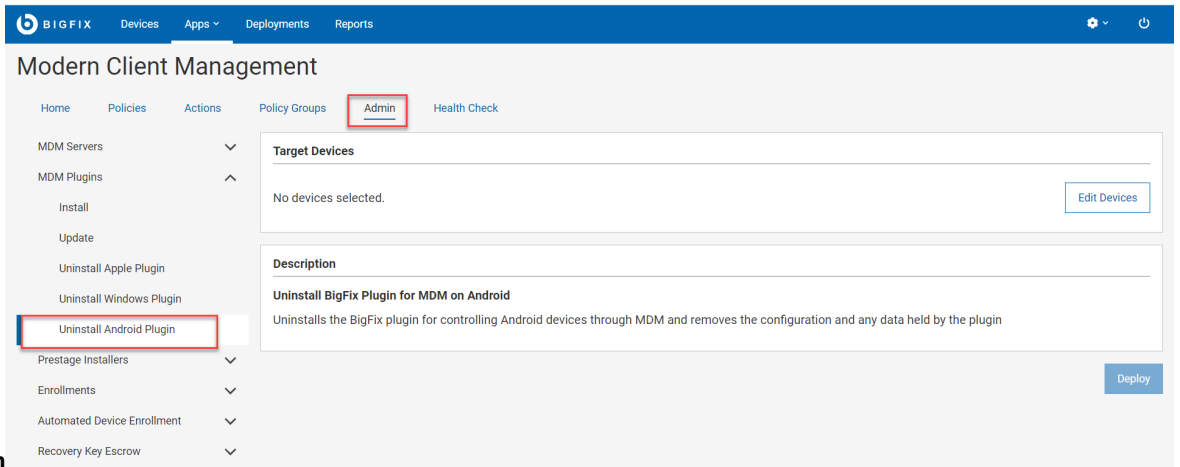 BIGFIX Devices Apps Deployments Reports
Modern Client Management
Home Policies Actions Policy Groups Admin Health Check
MDM Servers
MDM Plugins
Install
Update
Uninstall Apple Plugin
Uninstall Windows Plugin
Uninstall Android Plugin
Prestage Installers
Enrollments
Automated Device Enrollment
Recovery Key Escrow
Target Devices
No devices selected.
Edit Devices
Description
Uninstall BigFix Plugin for MDM on Android
Uninstalls the BigFix plugin for controlling Android devices through MDM and removes the configuration and any data held by the plugin
Deploy